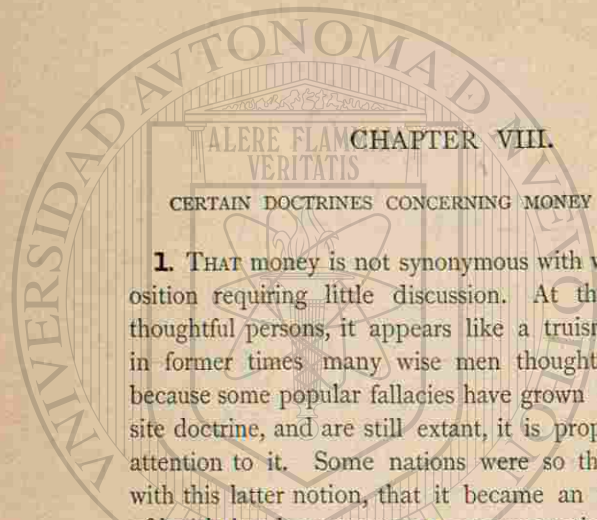 VNIVERSIDAD AVTONOMA D NVEVO
ALERE FLAM
VERITATIS
CHAPTER VIII.
CERTAIN DOCTRINES CONCERNING MONEY
1. THAT money is not synonymous with
osition requiring little discussion. At th
thoughtful persons, it appears like a truis
in former times many wise men thought
because some popular fallacies have grown
site doctrine, and are still extant, it is prop
attention to it. Some nations were so th
with this latter notion, that it became an